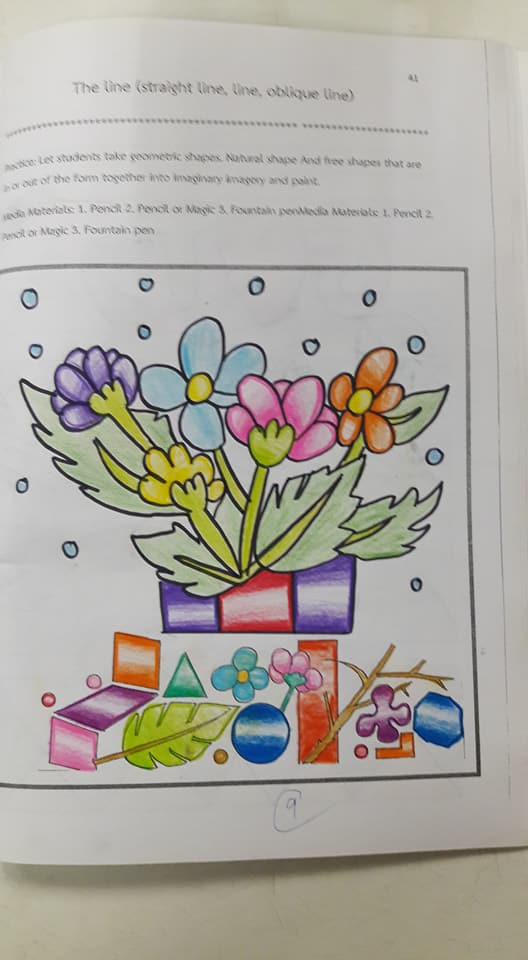 41
The line (straight line, line, oblique line)
Practice: Let students take geometric shapes. Natural shape And free shapes that are
in or out of the form together into imaginary imagery and paint.
Media Materials: 1. Pencil 2. Pencil or Magic 3. Fountain penMedia Materials: 1. Pencil 2.
Pencil or Magic 3. Fountain pen
9